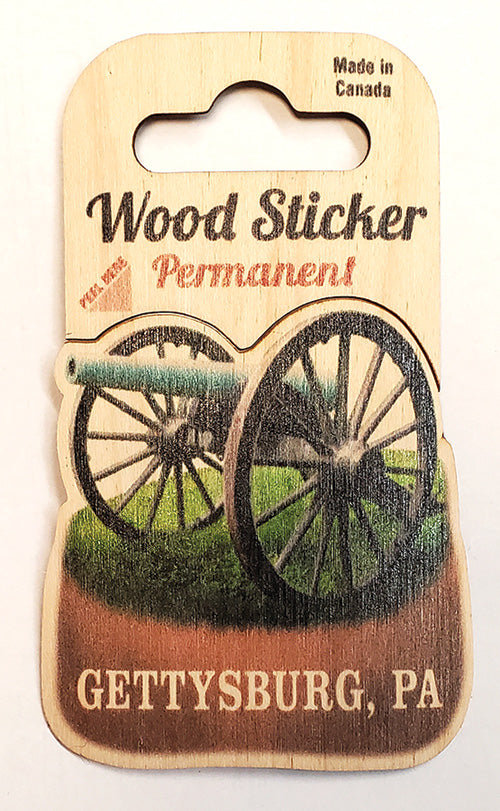 Made in
Canada
Wood Sticker
Permanent
PEEL HERE
GETTYSBURG, PA